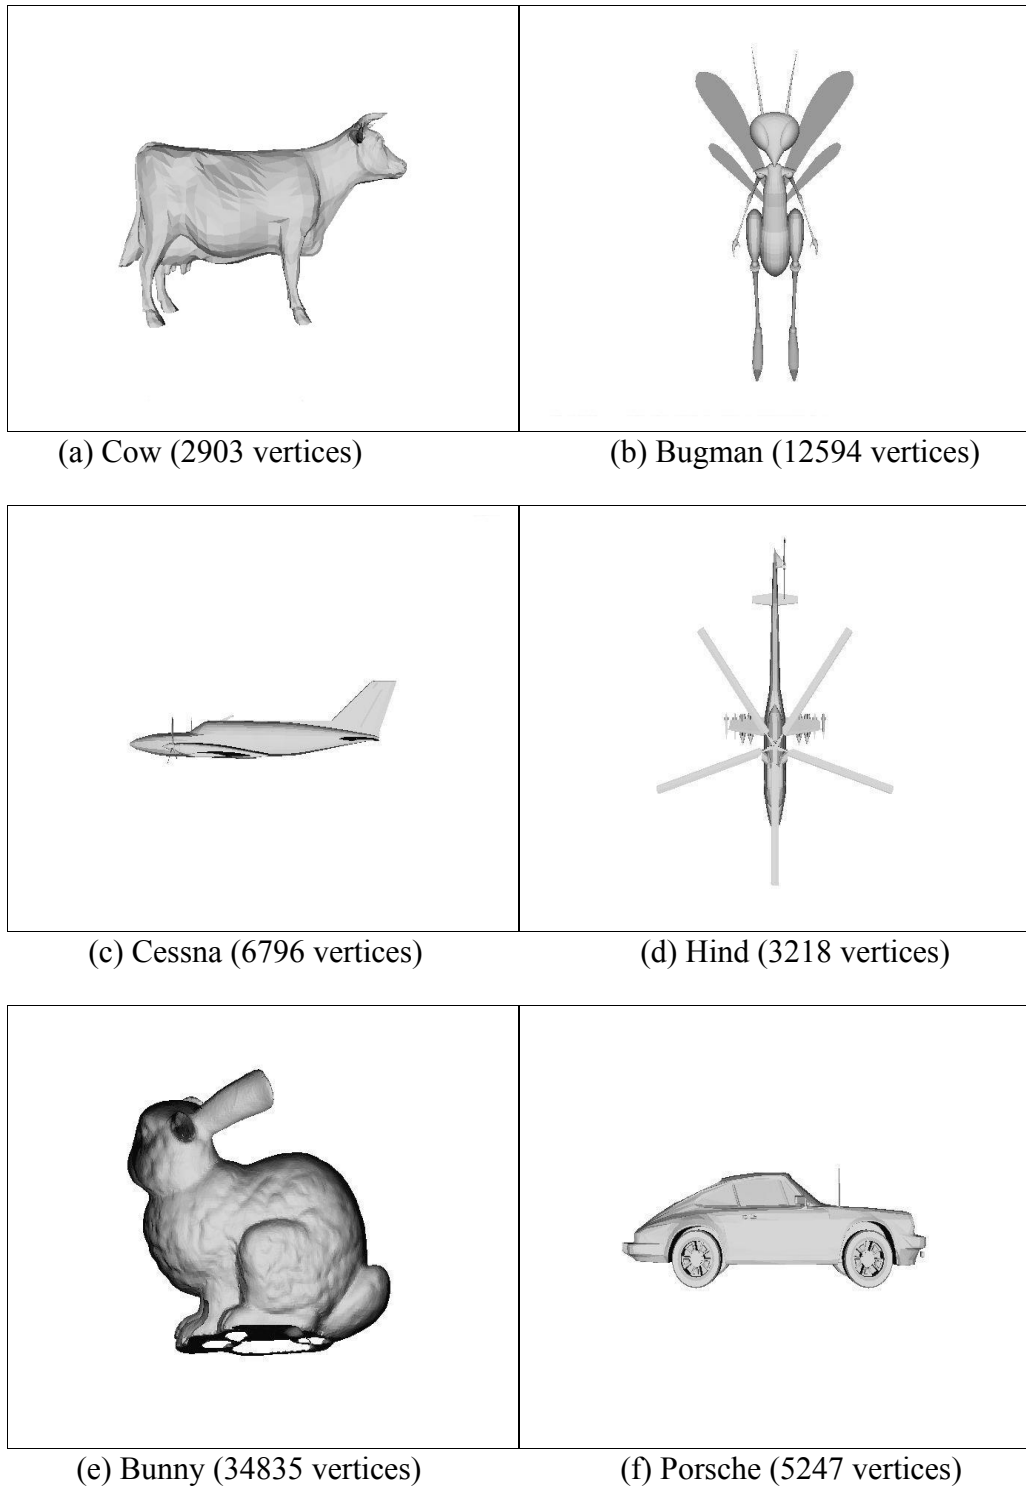 (a) Cow (2903 vertices)
(b) Bugman (12594 vertices)
(c) Cessna (6796 vertices)
(d) Hind (3218 vertices)
(e) Bunny (34835 vertices)
(f) Porsche (5247 vertices)